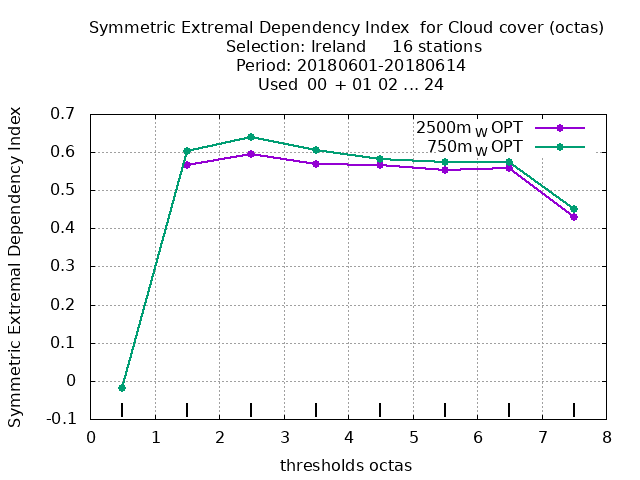 Symmetric Extremal Dependency Index  for Cloud cover (octas)
Selection: Ireland     16 stations
Period: 20180601-20180614
Used  00  + 01 02 ... 24
Symmetric Extremal Dependency Index
0.7
0.6
0.5
0.4
0.3
0.2
0.1
0
-0.1
2500m W OPT
750m W OPT
0 1 2 3 4 5 6 7 8
thresholds octas